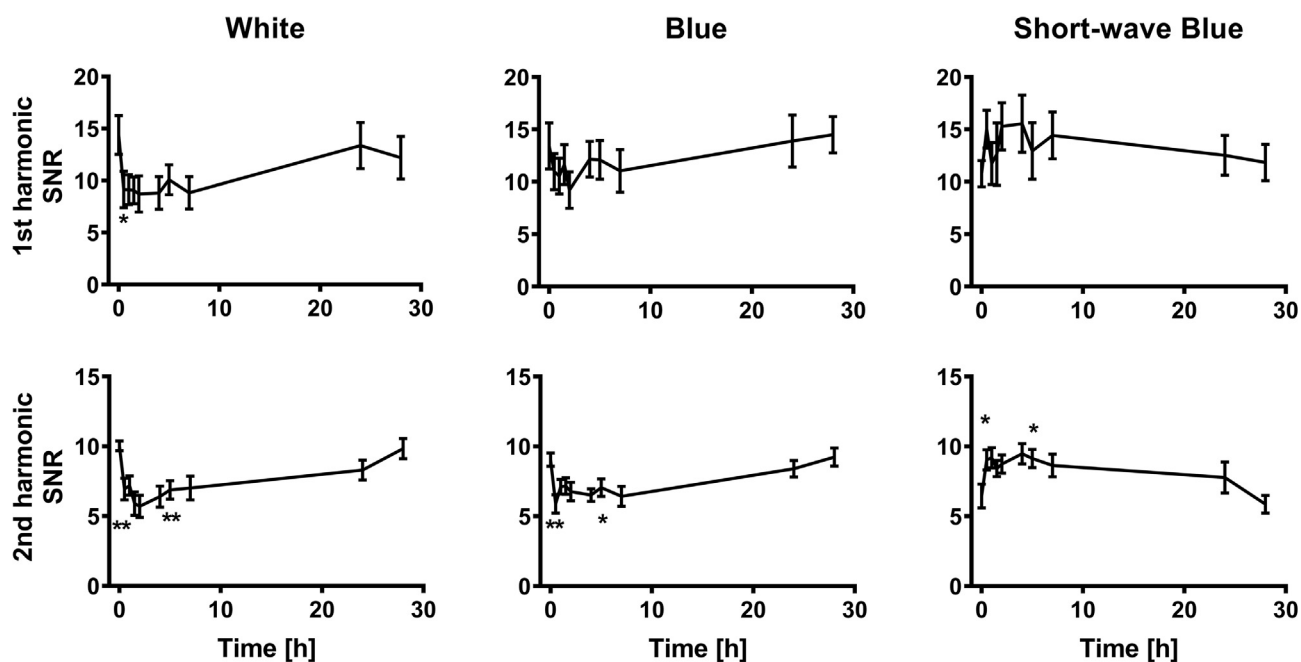 White Blue Short-wave Blue
1st harmonic
SNR
20 20 20
15 15 15
10 10 10
5 5 5
0 0 0
*
0 10 20 30 0 10 20 30 0 10 20 30
2nd harmonic
SNR
15 15 15
10 10 10
5 5 5
0 0 0
** ** ** * * *
0 10 20 30 0 10 20 30 0 10 20 30
Time [h] Time [h] Time [h]